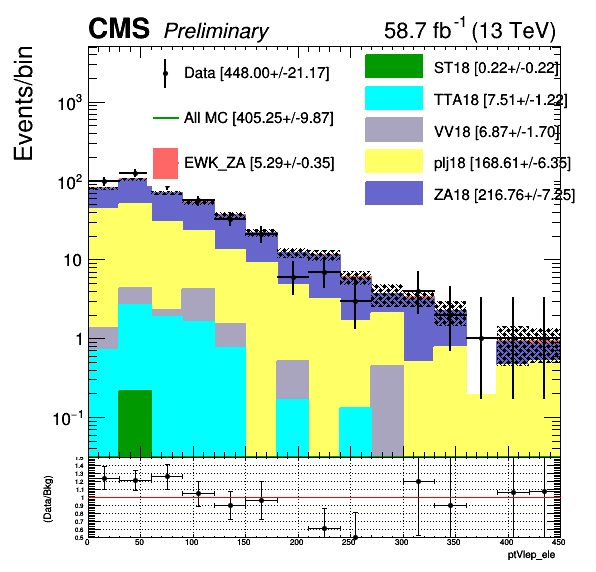 CMS Preliminary 58.7 fb⁻¹ (13 TeV)
Events/bin
Data [448.00+/-21.17]
All MC [405.25+/-9.87]
EWK_ZA [5.29+/-0.35]
ST18 [0.22+/-0.22]
TTA18 [7.51+/-1.22]
VV18 [6.87+/-1.70]
plj18 [168.61+/-6.35]
ZA18 [216.76+/-7.25]
10³
10²
10
1
10⁻¹
(Data/Bkg)
1.5
1.4
1.3
1.2
1.1
1
0.9
0.8
0.7
0.6
0.5
0 50 100 150 200 250 300 350 400 450
ptVlep_ele